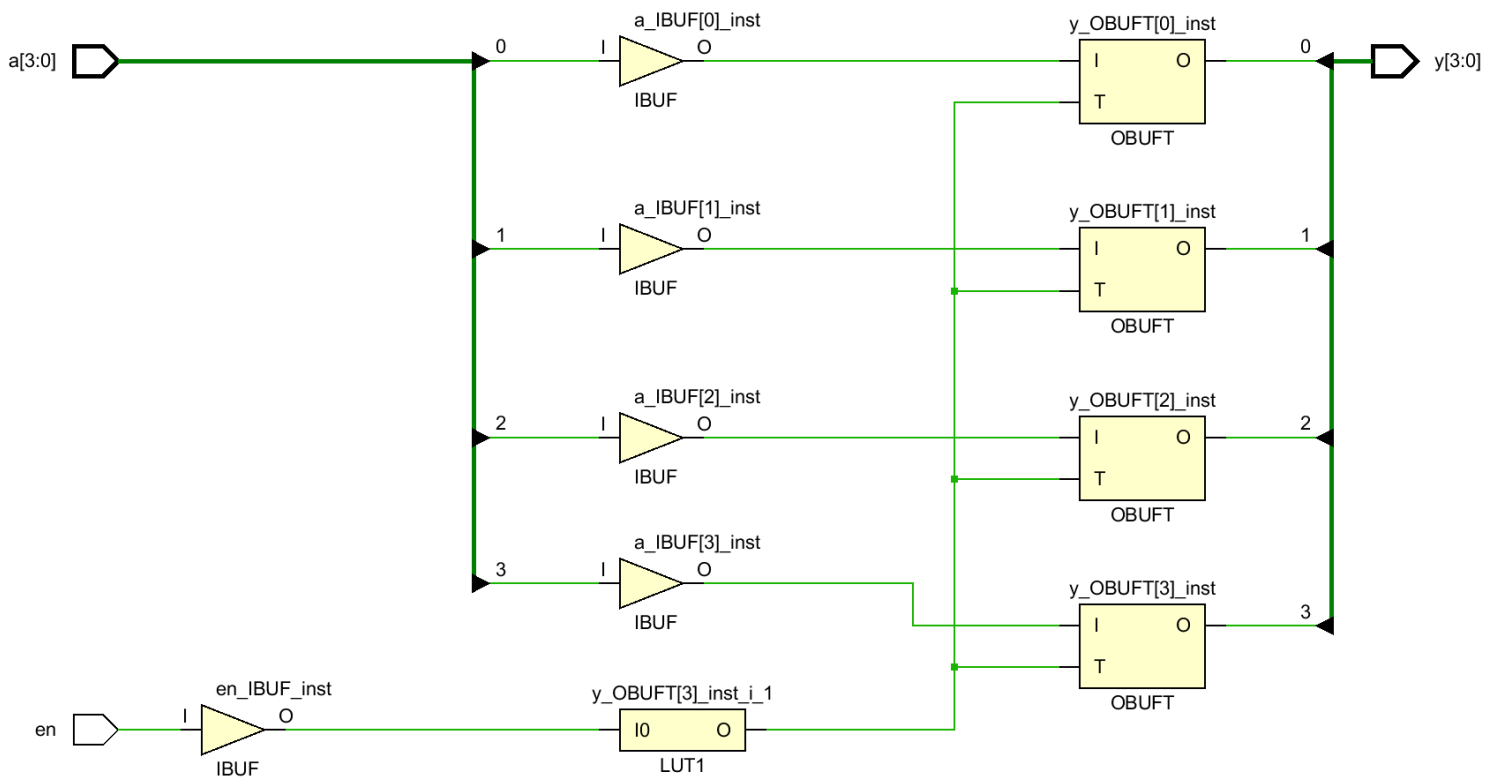 a_IBUF[0]_inst
y_OBUFT[0]_inst
a[3:0]
0
I
O
I
O
0
y[3:0]
IBUF
T
OBUFT
a_IBUF[1]_inst
y_OBUFT[1]_inst
1
I
O
I
O
1
IBUF
T
OBUFT
a_IBUF[2]_inst
y_OBUFT[2]_inst
2
I
O
I
O
2
IBUF
T
OBUFT
a_IBUF[3]_inst
y_OBUFT[3]_inst
3
I
O
I
O
3
IBUF
T
OBUFT
en_IBUF_inst
y_OBUFT[3]_inst_i_1
en
I
O
I0
O
IBUF
LUT1